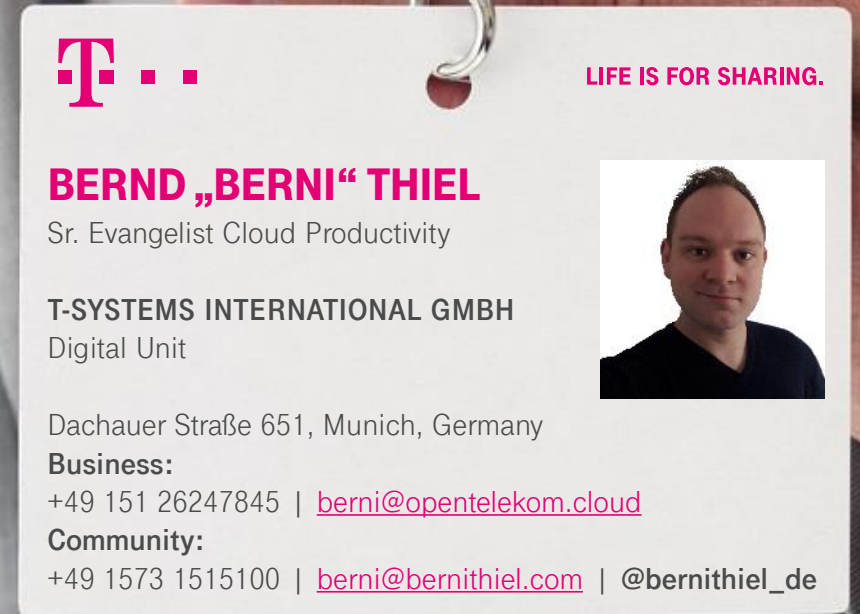 T
LIFE IS FOR SHARING.
BERND „BERNI“ THIEL
Sr. Evangelist Cloud Productivity
T-SYSTEMS INTERNATIONAL GMBH
Digital Unit
Dachauer Straße 651, Munich, Germany
Business:
+49 151 26247845 | berni@opentelekom.cloud
Community:
+49 1573 1515100 | berni@bernithiel.com | @bernithiel_de